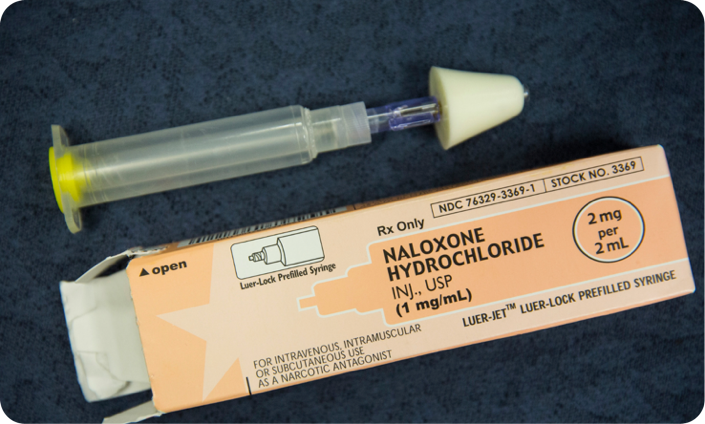 NDC 76329-3369-1 STOCK NO. 3369
Rx Only
open
Luer-Lock Prefilled Syringe
NALOXONE
HYDROCHLORIDE
INJ., USP
(1 mg/mL)
2 mg
per
2 mL
LUER-JET™ LUER-LOCK PREFILLED SYRINGE
FOR INTRAVENOUS, INTRAMUSCULAR
OR SUBCUTANEOUS USE
AS A NARCOTIC ANTAGONIST